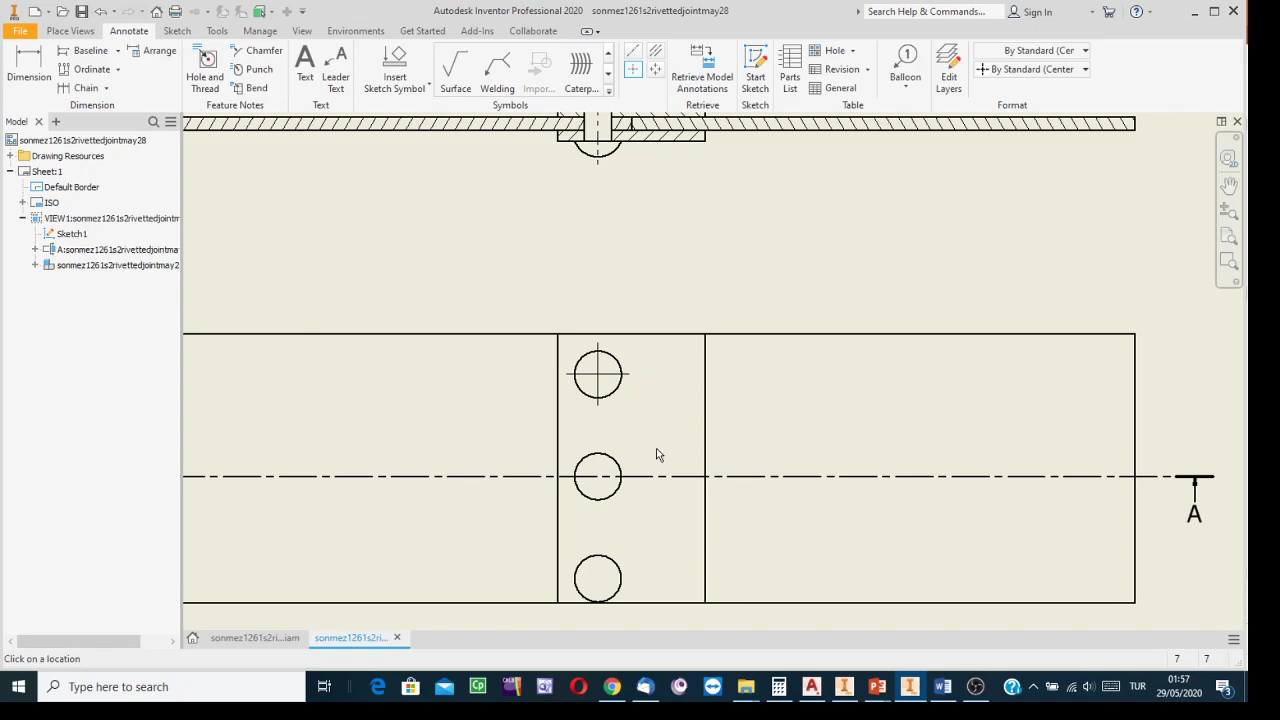 Autodesk Inventor Professional 2020 sonmez1261s2rivettedjointmay28
Search Help & Commands...
Sign In
File Place Views Annotate Sketch Tools Manage View Environments Get Started Add-Ins Collaborate
Dimension
Baseline
Ordinate
Chain
Arrange
Dimension
Hole and Thread
Chamfer
Punch
Bend
Feature Notes
Text
Leader Text
Text
Insert Sketch Symbol
Surface
Welding
Impor...
Caterp...
Symbols
Retrieve Model Annotations
Retrieve
Start Sketch
Sketch
Parts List
Hole
Revision
General
Table
Balloon
Edit Layers
By Standard (Cer
By Standard (Center
Format
Model
sonmez1261s2rivettedjointmay28
Drawing Resources
Sheet:1
Default Border
ISO
VIEW1:sonmez1261s2rivettedjointm
Sketch1
A:sonmez1261s2rivettedjointma
sonmez1261s2rivettedjointmay2
A
sonmez1261s2ri...iam
sonmez1261s2ri...
Click on a location
7 7
Type here to search
TUR
01:57
29/05/2020
3